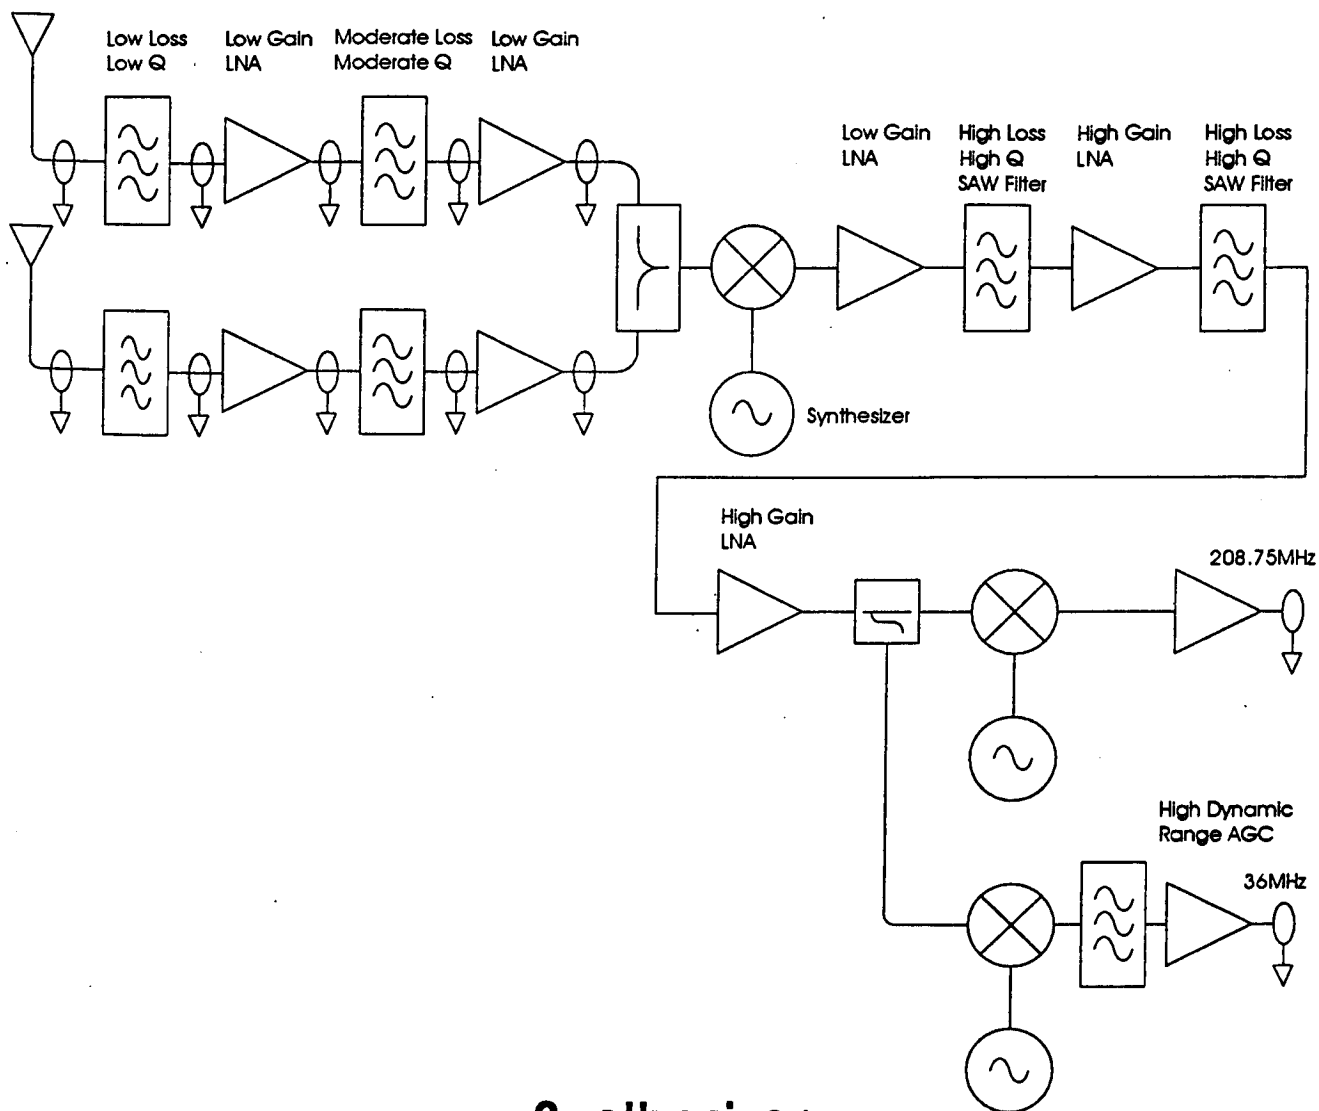 Low Loss
Low Q
Low Gain
LNA
Moderate Loss
Moderate Q
Low Gain
LNA
Low Gain
LNA
High Loss
High Q
SAW Filter
High Gain
LNA
High Loss
High Q
SAW Filter
Synthesizer
High Gain
LNA
208.75MHz
High Dynamic
Range AGC
36MHz